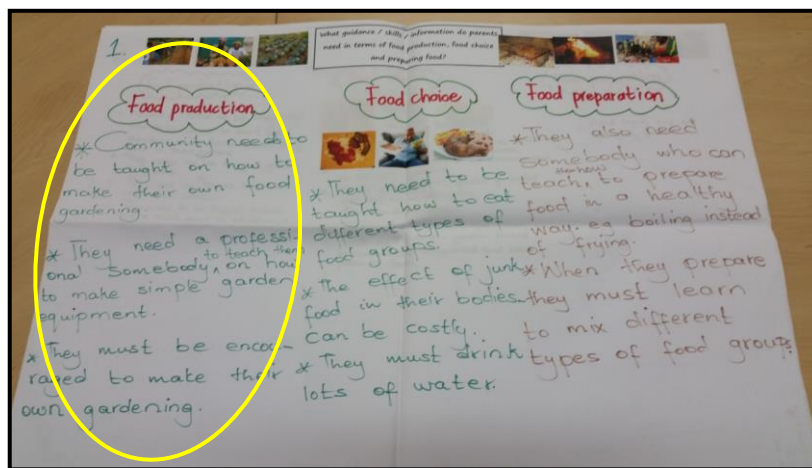 1.
What guidance / skills / information do parents
need in terms of food production, food choice
and preparing food?
Food production
* Community needs to
be taught on how to
make their own food
gardening.
* They need a professi-
onal somebody to teach them on how
to make simple garden
equipment.
* They must be encou-
raged to make their
own gardening.
Food choice
* They need to be
taught how to eat
different types of
food groups.
* The effect of junk
food in their bodies
can be costly.
* They must drink
lots of water.
Food preparation
* They also need
somebody who can
teach them how to prepare
food in a healthy
way. eg boiling instead
of frying.
* When they prepare
they must learn
to mix different
types of food groups.